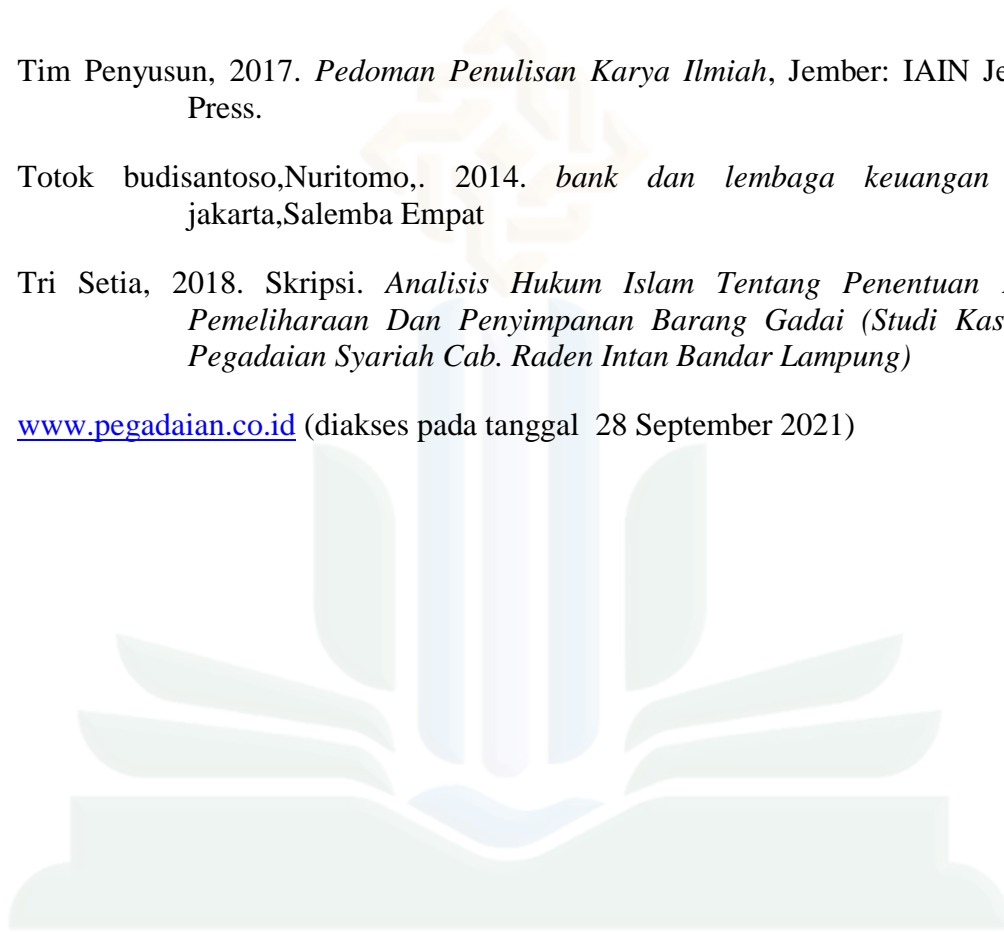 Tim Penyusun, 2017. Pedoman Penulisan Karya Ilmiah, Jember: IAIN
Press.
Totok budisantoso,Nuritomo,. 2014. bank dan lembaga keuangan
jakarta,Salemba Empat
Tri Setia, 2018. Skripsi. Analisis Hukum Islam Tentang Penentuan
Pemeliharaan Dan Penyimpanan Barang Gadai (Studi
Pegadaian Syariah Cab. Raden Intan Bandar Lampung)
www.pegadaian.co.id (diakses pada tanggal 28 September 2021)